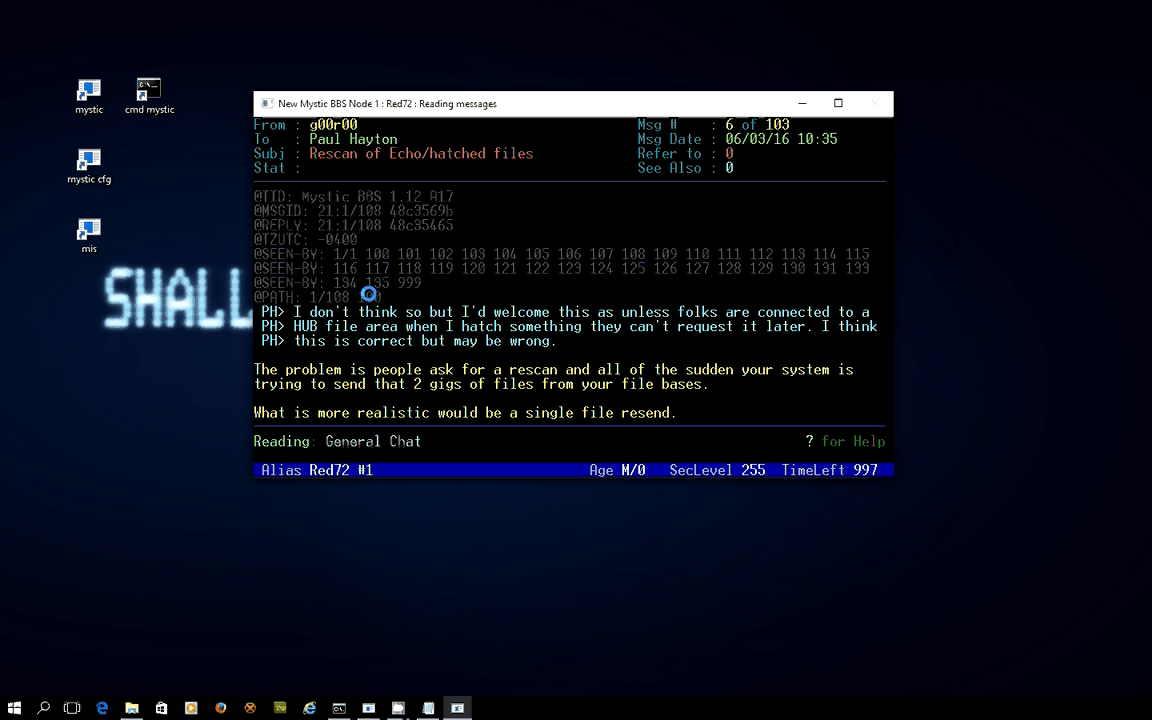 mystic
cmd mystic
mystic cfg
mis
SHALL
New Mystic BBS Node 1 : Red72 : Reading messages
From : g00r00 Msg # : 6 of 103
To : Paul Hayton Msg Date : 06/03/16 10:35
Subj : Rescan of Echo/hatched files Refer to : 0
Stat : See Also : 0
@TID: Mystic BBS 1.12 A17
@MSGID: 21:1/108 48c3569b
@REPLY: 21:1/108 48c35465
@TZUTC: -0400
@SEEN-BY: 1/1 100 101 102 103 104 105 106 107 108 109 110 111 112 113 114 115
@SEEN-BY: 116 117 118 119 120 121 122 123 124 125 126 127 128 129 130 131 133
@SEEN-BY: 134 135 999
@PATH: 1/108
PH> I don't think so but I'd welcome this as unless folks are connected to a
PH> HUB file area when I hatch something they can't request it later. I think
PH> this is correct but may be wrong.
The problem is people ask for a rescan and all of the sudden your system is
trying to send that 2 gigs of files from your file bases.
What is more realistic would be a single file resend.
Reading: General Chat ? for Help
Alias Red72 #1 Age M/0 SecLevel 255 TimeLeft 997